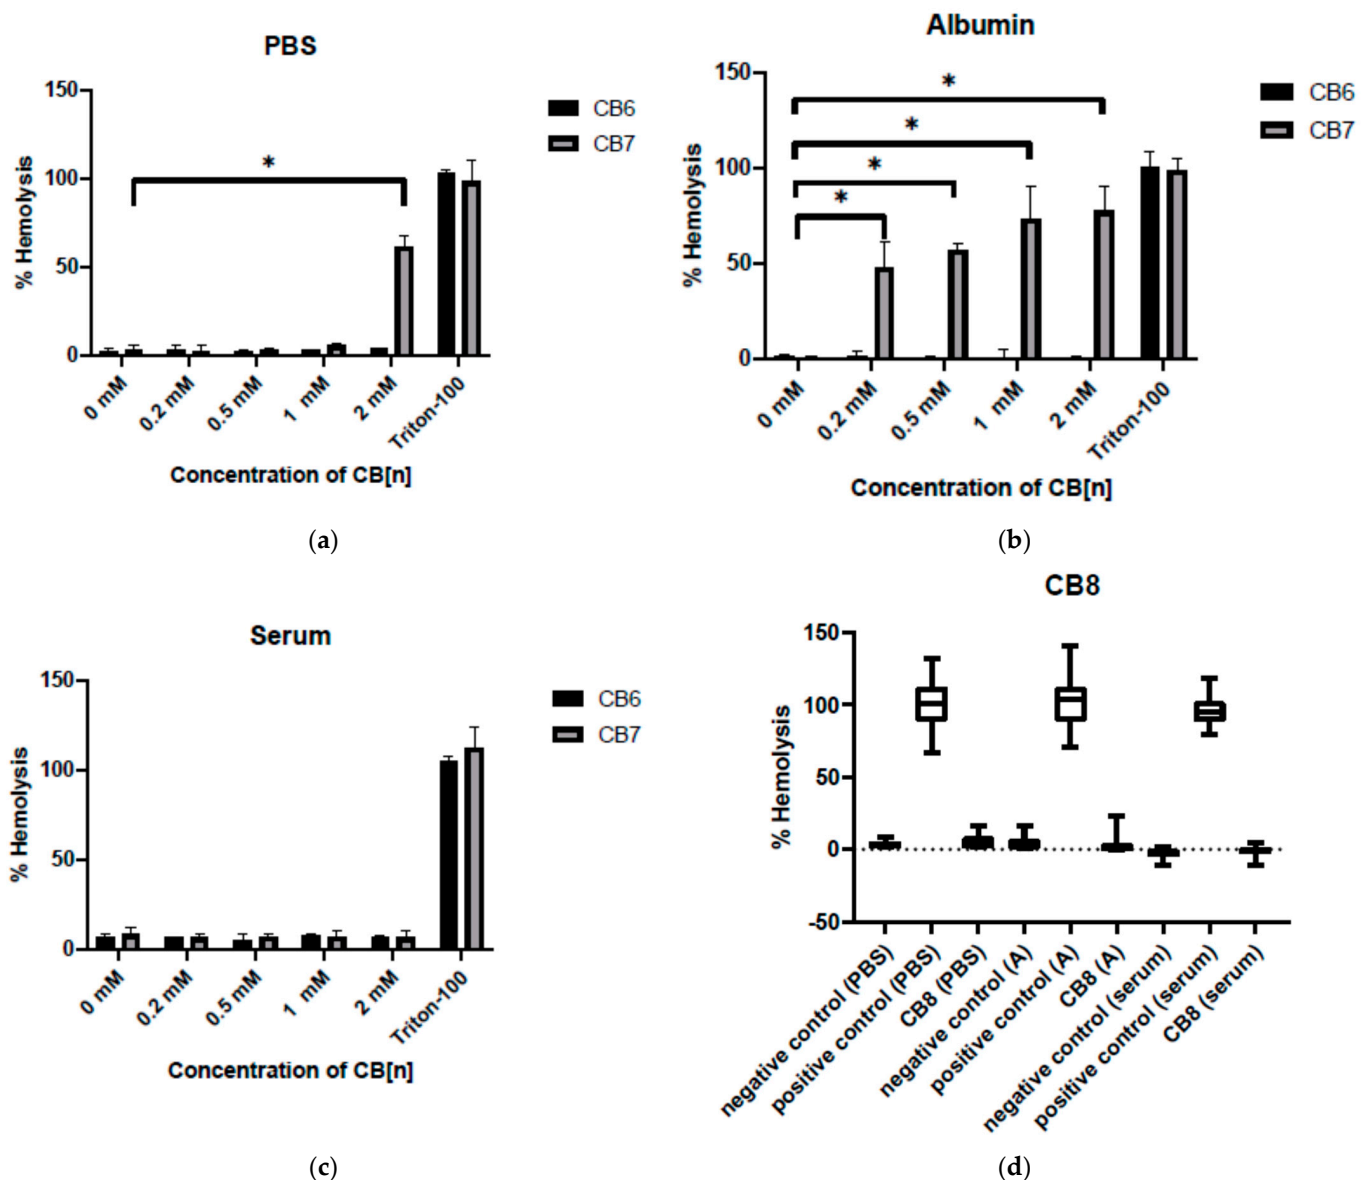 PBS
150
100
50
0
% Hemolysis
*
CB6
CB7
0 mM
0.2 mM
0.5 mM
1 mM
2 mM
Triton-100
Concentration of CB[n]
(a)
Albumin
150
100
50
0
% Hemolysis
*
*
*
*
CB6
CB7
0 mM
0.2 mM
0.5 mM
1 mM
2 mM
Triton-100
Concentration of CB[n]
(b)
Serum
150
100
50
0
% Hemolysis
CB6
CB7
0 mM
0.2 mM
0.5 mM
1 mM
2 mM
Triton-100
Concentration of CB[n]
(c)
CB8
150
100
50
0
-50
% Hemolysis
negative control (PBS)
positive control (PBS)
CB8 (PBS)
negative control (A)
positive control (A)
CB8 (A)
negative control (serum)
positive control (serum)
CB8 (serum)
(d)